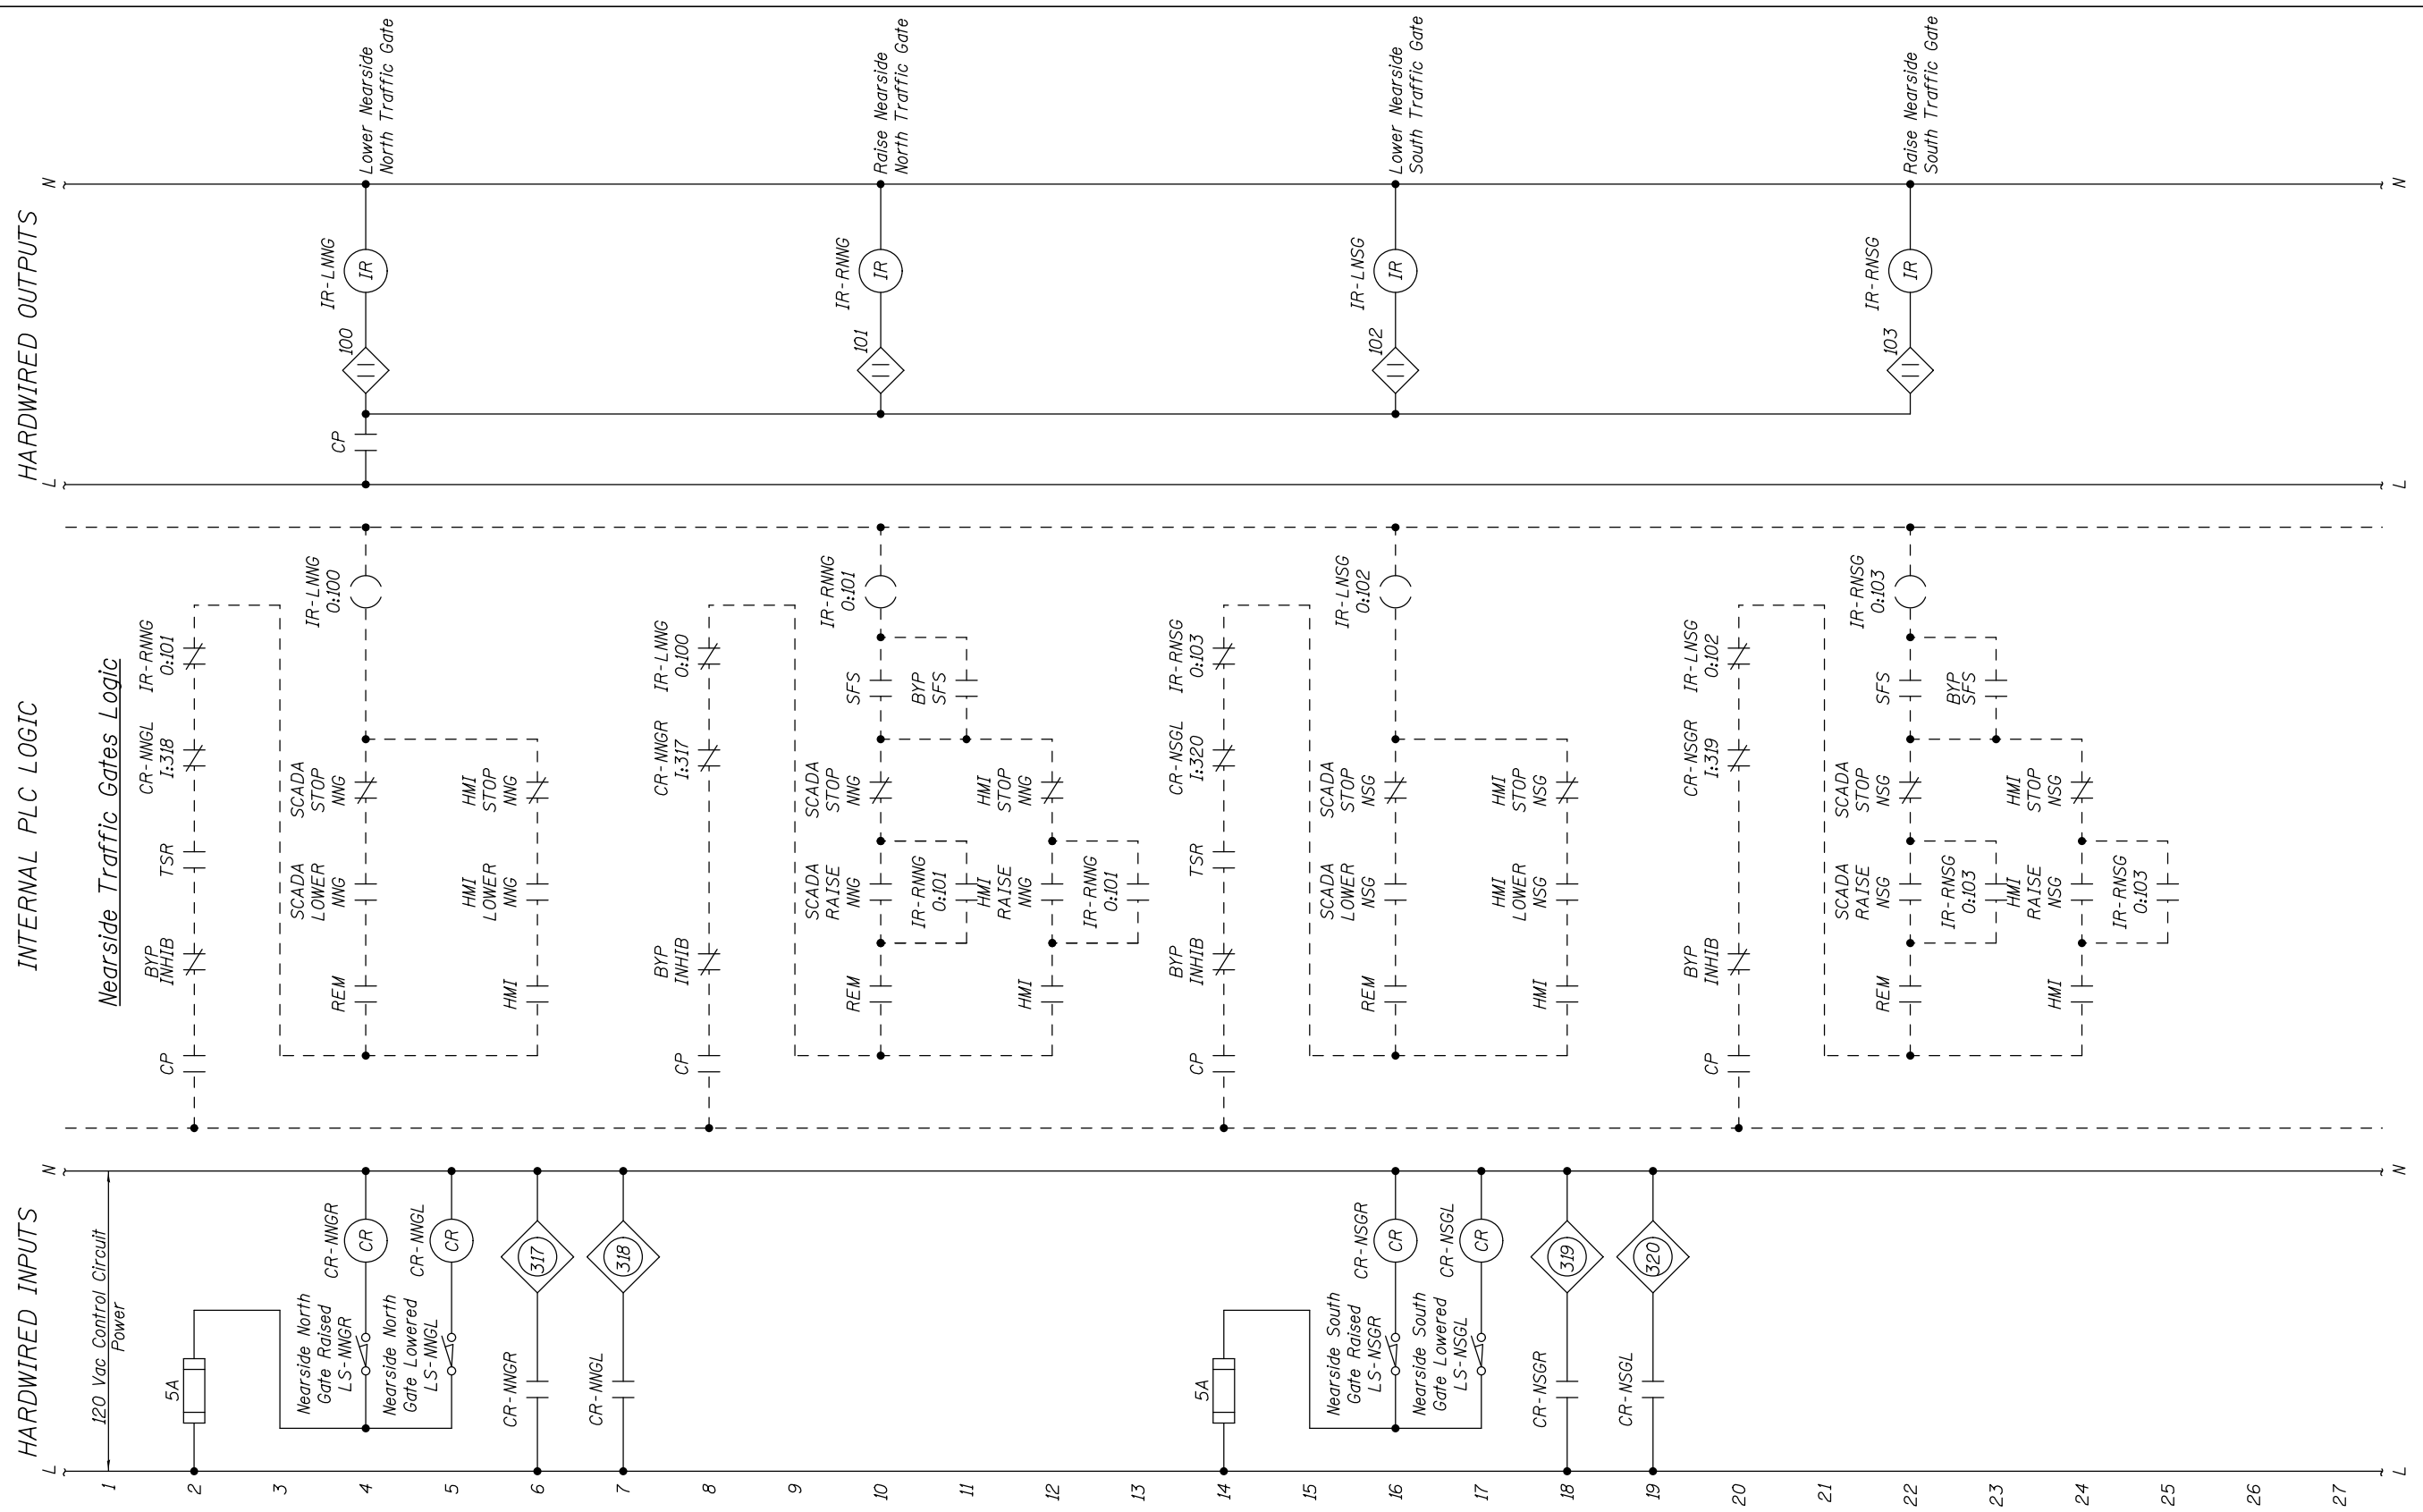 HARDWIRED INPUTS
INTERNAL PLC LOGIC
HARDWIRED OUTPUTS
L
N
L
N
1
120 Vac Control Circuit
Power
Nearside Traffic Gates Logic
2
5A
CP
BYP
INHIB
TSR
CR-NNGL
I:318
IR-RNNG
O:101
3
4
Nearside North
Gate Raised
LS-NNGR
CR-NNGR
CR
REM
SCADA
LOWER
NNG
SCADA
STOP
NNG
IR-LNNG
O:100
CP
100
IR-LNNG
IR
Lower Nearside
North Traffic Gate
5
Nearside North
Gate Lowered
LS-NNGL
CR-NNGL
CR
6
CR-NNGR
317
HMI
HMI
LOWER
NNG
HMI
STOP
NNG
7
CR-NNGL
318
8
CP
BYP
INHIB
CR-NNGR
I:317
IR-LNNG
O:100
9
10
REM
SCADA
RAISE
NNG
SCADA
STOP
NNG
SFS
IR-RNNG
O:101
101
IR-RNNG
IR
Raise Nearside
North Traffic Gate
11
IR-RNNG
O:101
BYP
SFS
12
HMI
HMI
RAISE
NNG
HMI
STOP
NNG
13
IR-RNNG
O:101
14
5A
CP
BYP
INHIB
TSR
CR-NSGL
I:320
IR-RNSG
O:103
15
16
Nearside South
Gate Raised
LS-NSGR
CR-NSGR
CR
REM
SCADA
LOWER
NSG
SCADA
STOP
NSG
IR-LNSG
O:102
102
IR-LNSG
IR
Lower Nearside
South Traffic Gate
17
Nearside South
Gate Lowered
LS-NSGL
CR-NSGL
CR
18
CR-NSGR
319
HMI
HMI
LOWER
NSG
HMI
STOP
NSG
19
CR-NSGL
320
20
CP
BYP
INHIB
CR-NSGR
I:319
IR-LNSG
O:102
21
22
REM
SCADA
RAISE
NSG
SCADA
STOP
NSG
SFS
IR-RNSG
O:103
103
IR-RNSG
IR
Raise Nearside
South Traffic Gate
23
IR-RNSG
O:103
BYP
SFS
24
HMI
HMI
RAISE
NSG
HMI
STOP
NSG
25
IR-RNSG
O:103
26
27
L
N
L
N